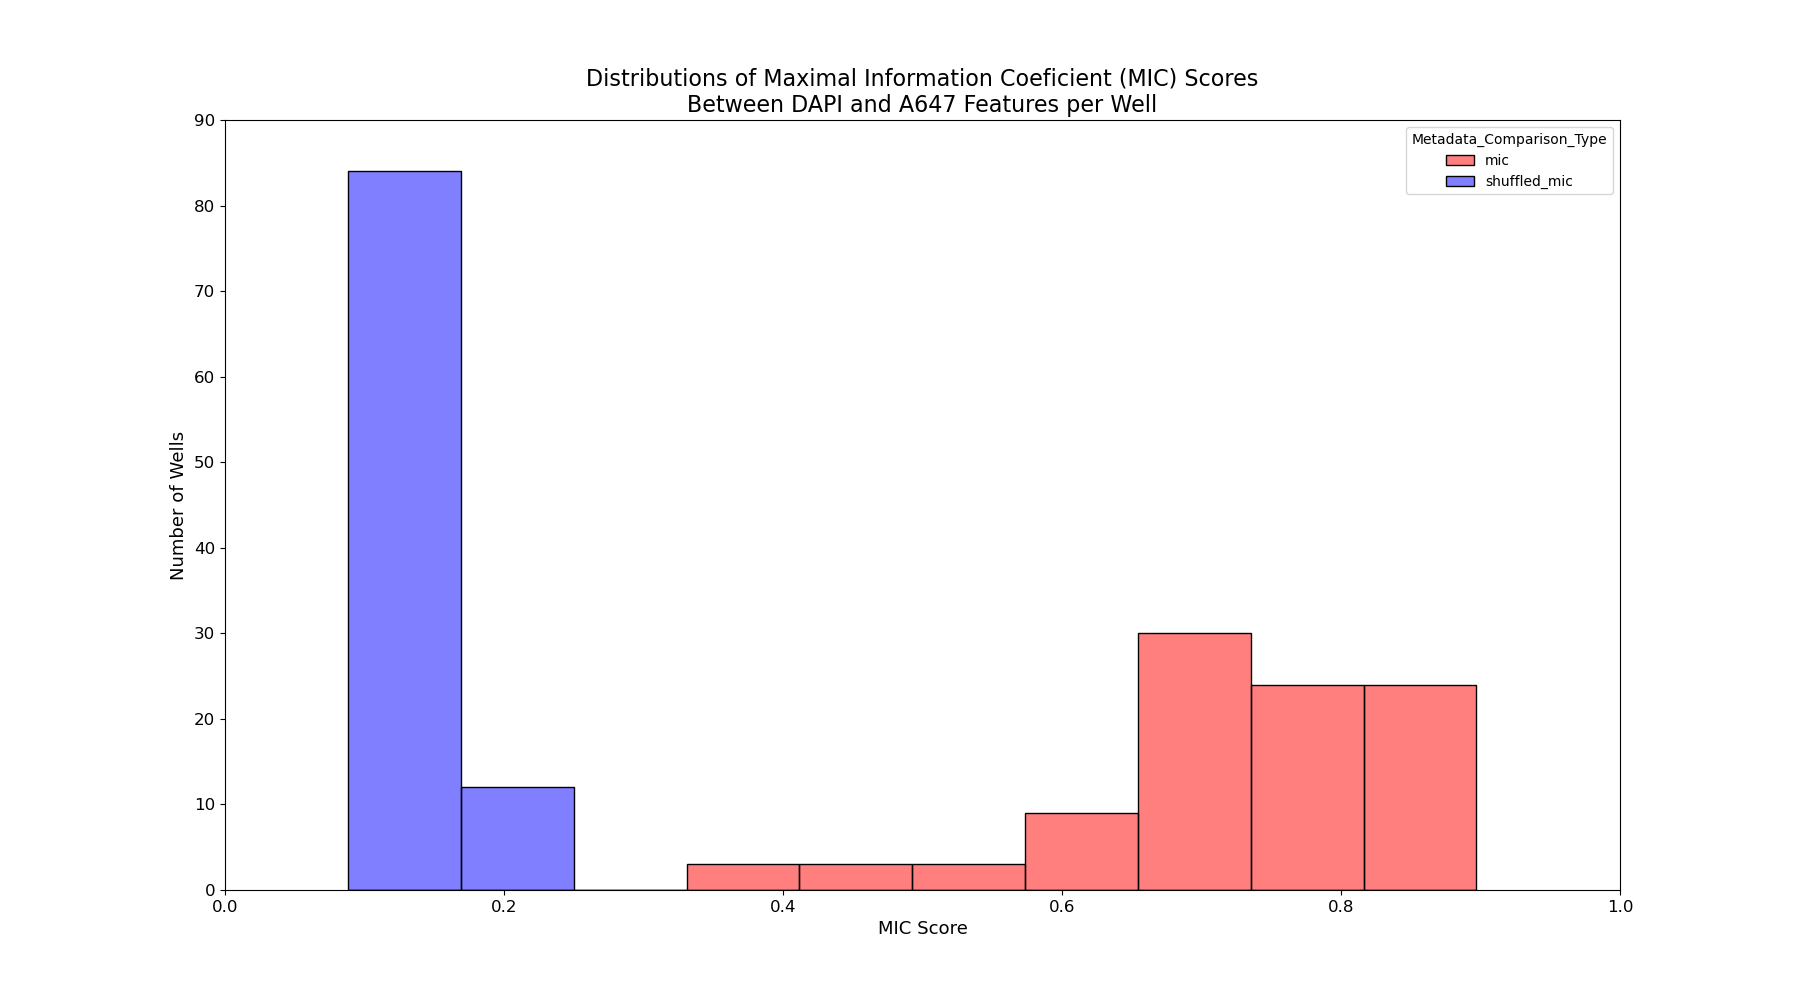 Distributions of Maximal Information Coeficient (MIC) Scores
Between DAPI and A647 Features per Well
Metadata_Comparison_Type
mic
shuffled_mic
Number of Wells
90
80
70
60
50
40
30
20
10
0
0.0 0.2 0.4 0.6 0.8 1.0
MIC Score